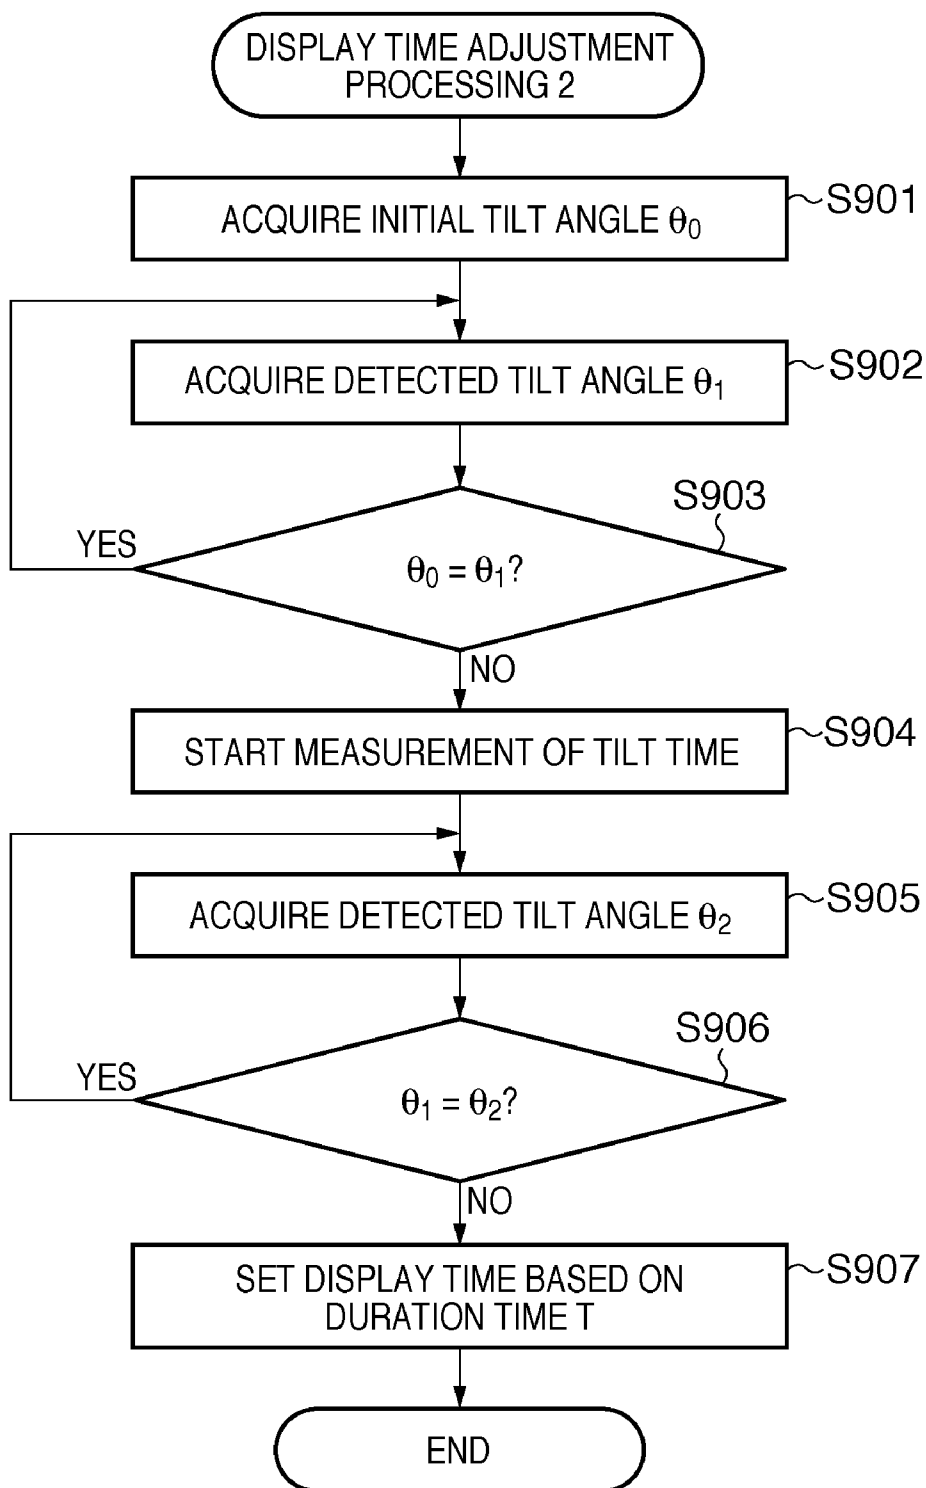 DISPLAY TIME ADJUSTMENT
PROCESSING 2
ACQUIRE INITIAL TILT ANGLE θ0
S901
ACQUIRE DETECTED TILT ANGLE θ1
S902
S903
YES
θ0 = θ1?
NO
START MEASUREMENT OF TILT TIME
S904
ACQUIRE DETECTED TILT ANGLE θ2
S905
S906
YES
θ1 = θ2?
NO
SET DISPLAY TIME BASED ON
DURATION TIME T
S907
END